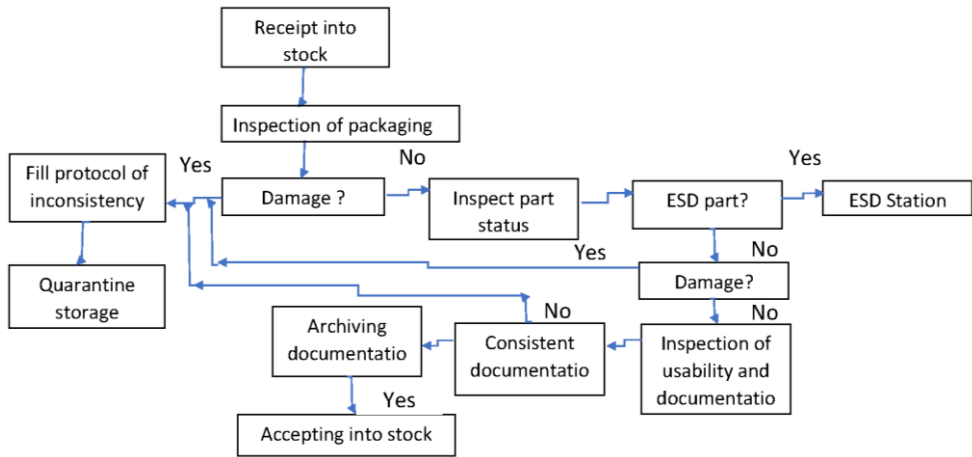 Receipt into
stock
Inspection of packaging
Yes
No
Yes
Fill protocol of
inconsistency
Damage ?
Inspect part
status
ESD part?
ESD Station
Yes
No
Quarantine
storage
Damage?
No
No
Archiving
documentatio
Consistent
documentatio
Inspection of
usability and
documentatio
Yes
Accepting into stock